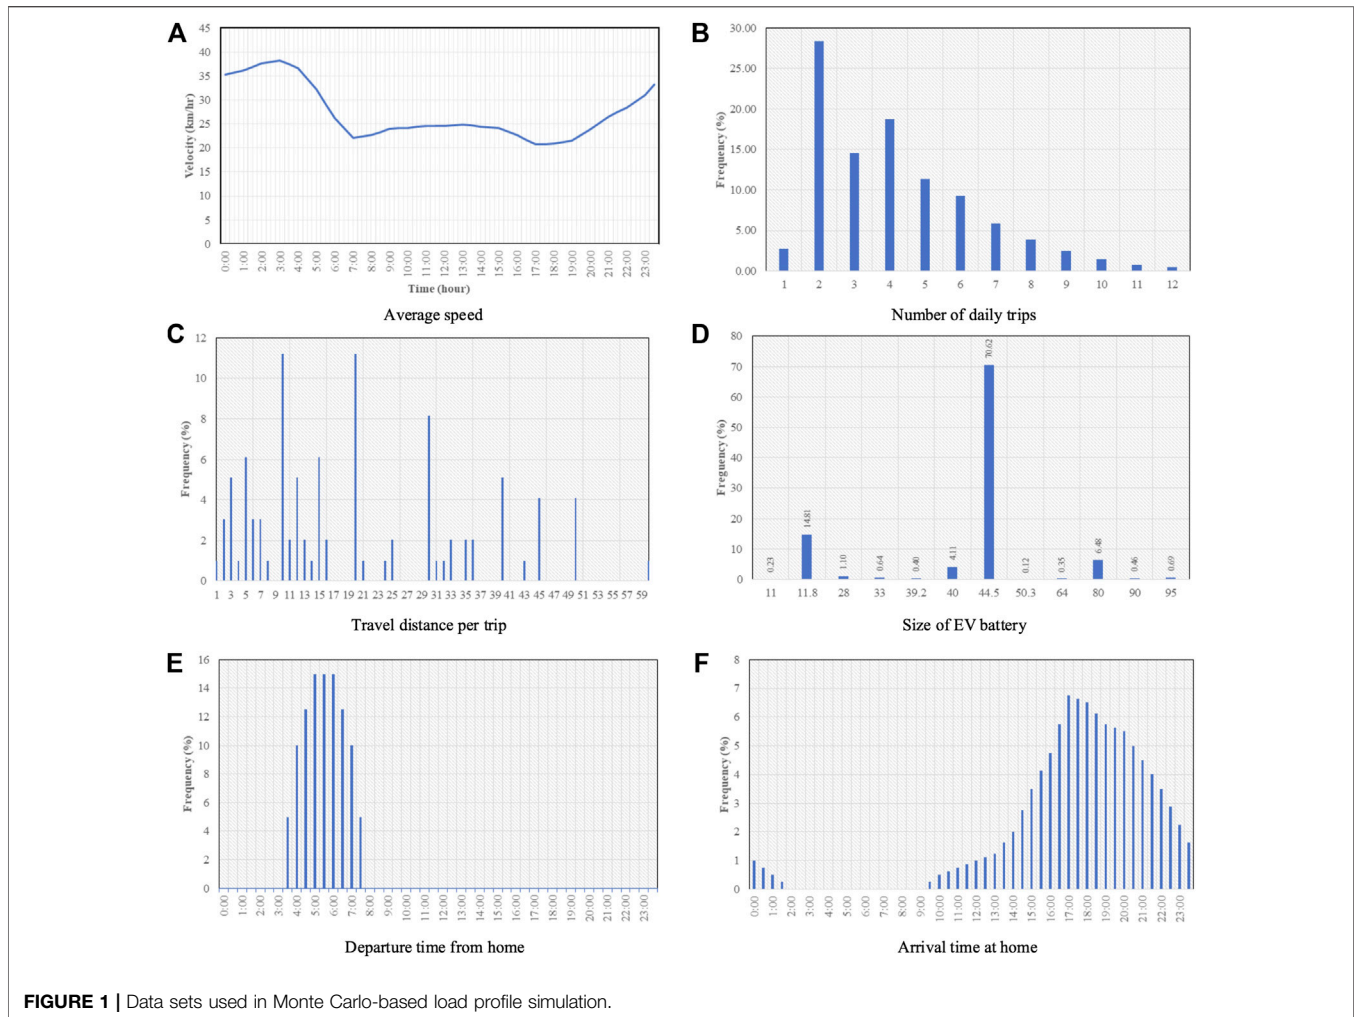 A
45
40
35
30
25
20
15
10
5
0
Velocity (km/hr)
0:00 1:00 2:00 3:00 4:00 5:00 6:00 7:00 8:00 9:00 10:00 11:00 12:00 13:00 14:00 15:00 16:00 17:00 18:00 19:00 20:00 21:00 22:00 23:00
Time (hour)
Average speed
B
30.00
25.00
20.00
15.00
10.00
5.00
0.00
Frequency (%)
1 2 3 4 5 6 7 8 9 10 11 12
Number of daily trips
C
12
10
8
6
4
2
0
Frequency (%)
1 3 5 7 9 11 13 15 17 19 21 23 25 27 29 31 33 35 37 39 41 43 45 47 49 51 53 55 57 59
Travel distance per trip
D
80
70
60
50
40
30
20
10
0
Freguency (%)
0.23 14.81 1.10 0.64 0.40 4.11 70.62 0.12 0.35 6.48 0.46 0.69
11 11.8 28 33 39.2 40 44.5 50.3 64 80 90 95
Size of EV battery
E
16
14
12
10
8
6
4
2
0
Frequency (%)
0:00 1:00 2:00 3:00 4:00 5:00 6:00 7:00 8:00 9:00 10:00 11:00 12:00 13:00 14:00 15:00 16:00 17:00 18:00 19:00 20:00 21:00 22:00 23:00
Departure time from home
F
8
7
6
5
4
3
2
1
0
Frequency (%)
0:00 1:00 2:00 3:00 4:00 5:00 6:00 7:00 8:00 9:00 10:00 11:00 12:00 13:00 14:00 15:00 16:00 17:00 18:00 19:00 20:00 21:00 22:00 23:00
Arrival time at home
FIGURE 1 | Data sets used in Monte Carlo-based load profile simulation.